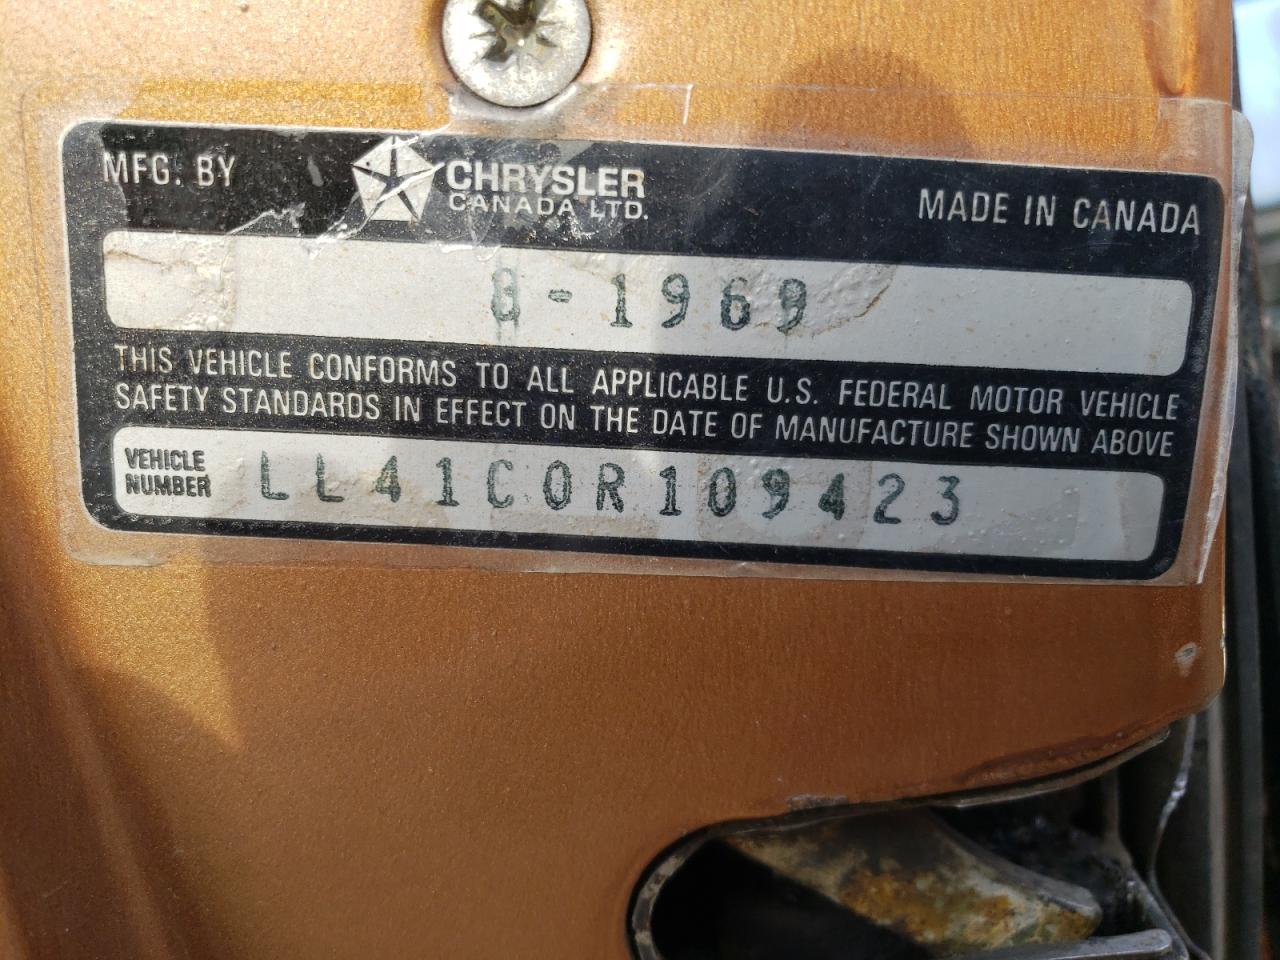 MFG. BY CHRYSLER CANADA LTD. MADE IN CANADA
8-1969
THIS VEHICLE CONFORMS TO ALL APPLICABLE U.S. FEDERAL MOTOR VEHICLE
SAFETY STANDARDS IN EFFECT ON THE DATE OF MANUFACTURE SHOWN ABOVE
VEHICLE NUMBER LL41C0R109423